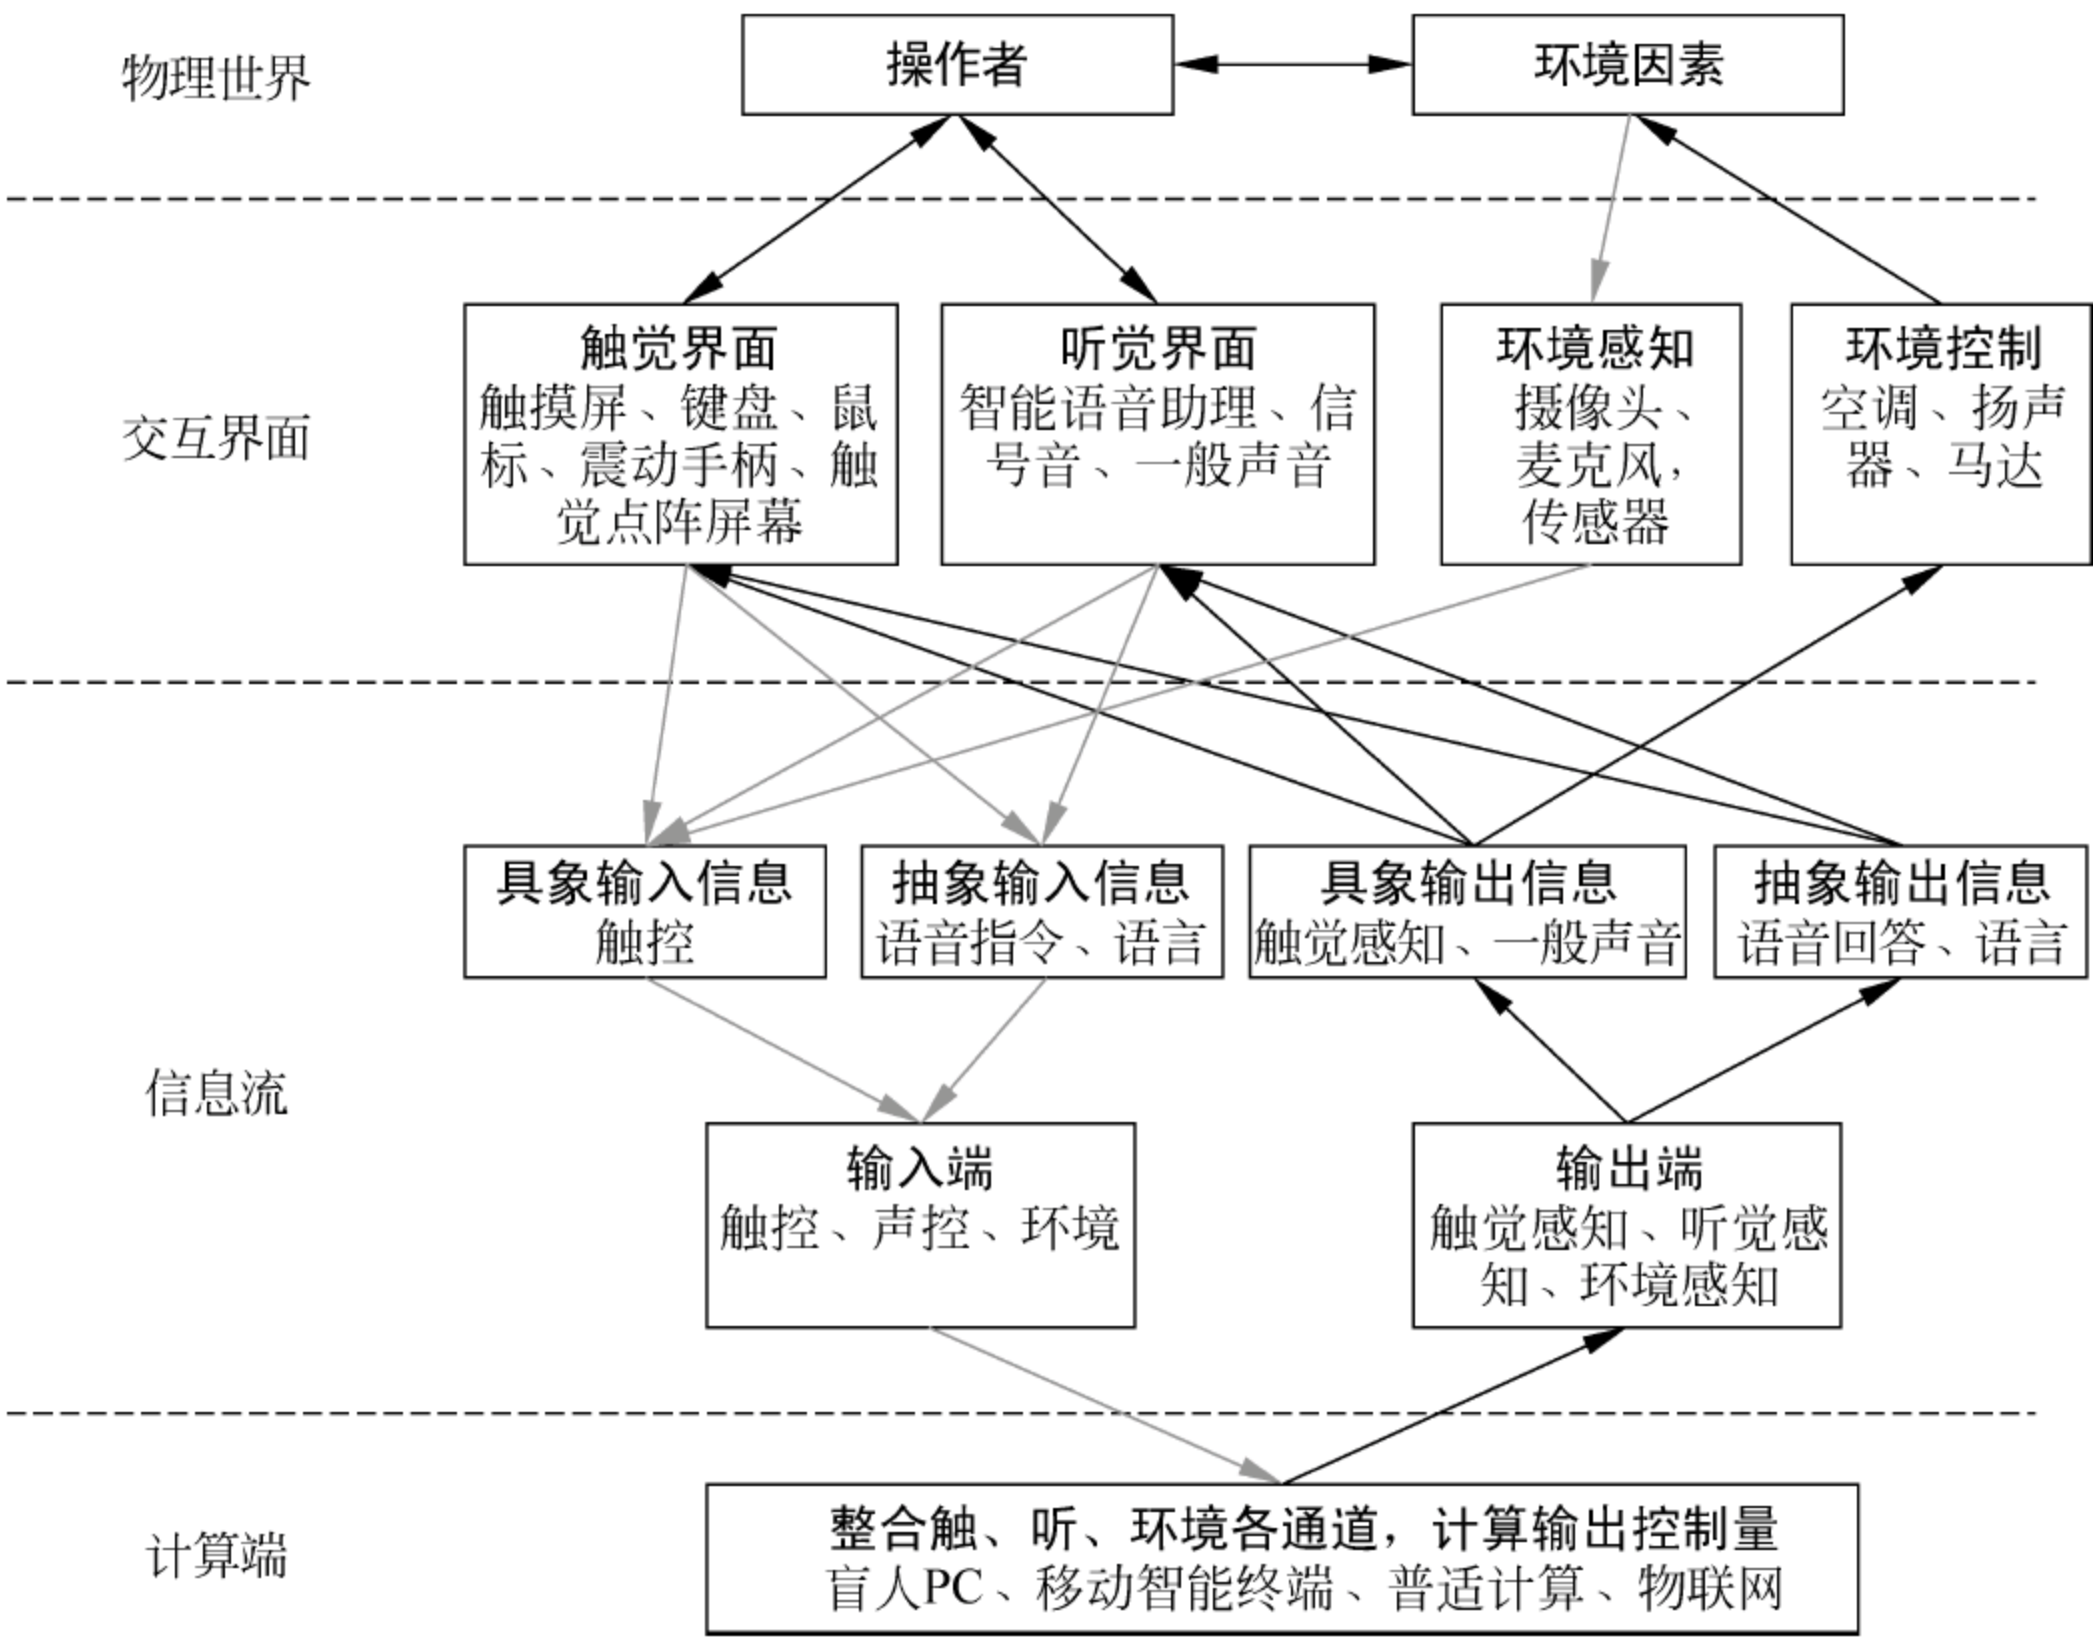 物理世界
操作者
环境因素
交互界面
触觉界面
触摸屏、键盘、鼠
标、震动手柄、触
觉点阵屏幕
听觉界面
智能语音助理、信
号音、一般声音
环境感知
摄像头、
麦克风,
传感器
环境控制
空调、扬声
器、马达
信息流
具象输入信息
触控
抽象输入信息
语音指令、语言
具象输出信息
触觉感知、一般声音
抽象输出信息
语音回答、语言
输入端
触控、声控、环境
输出端
触觉感知、听觉感
知、环境感知
计算端
整合触、听、环境各通道，计算输出控制量
盲人PC、移动智能终端、普适计算、物联网